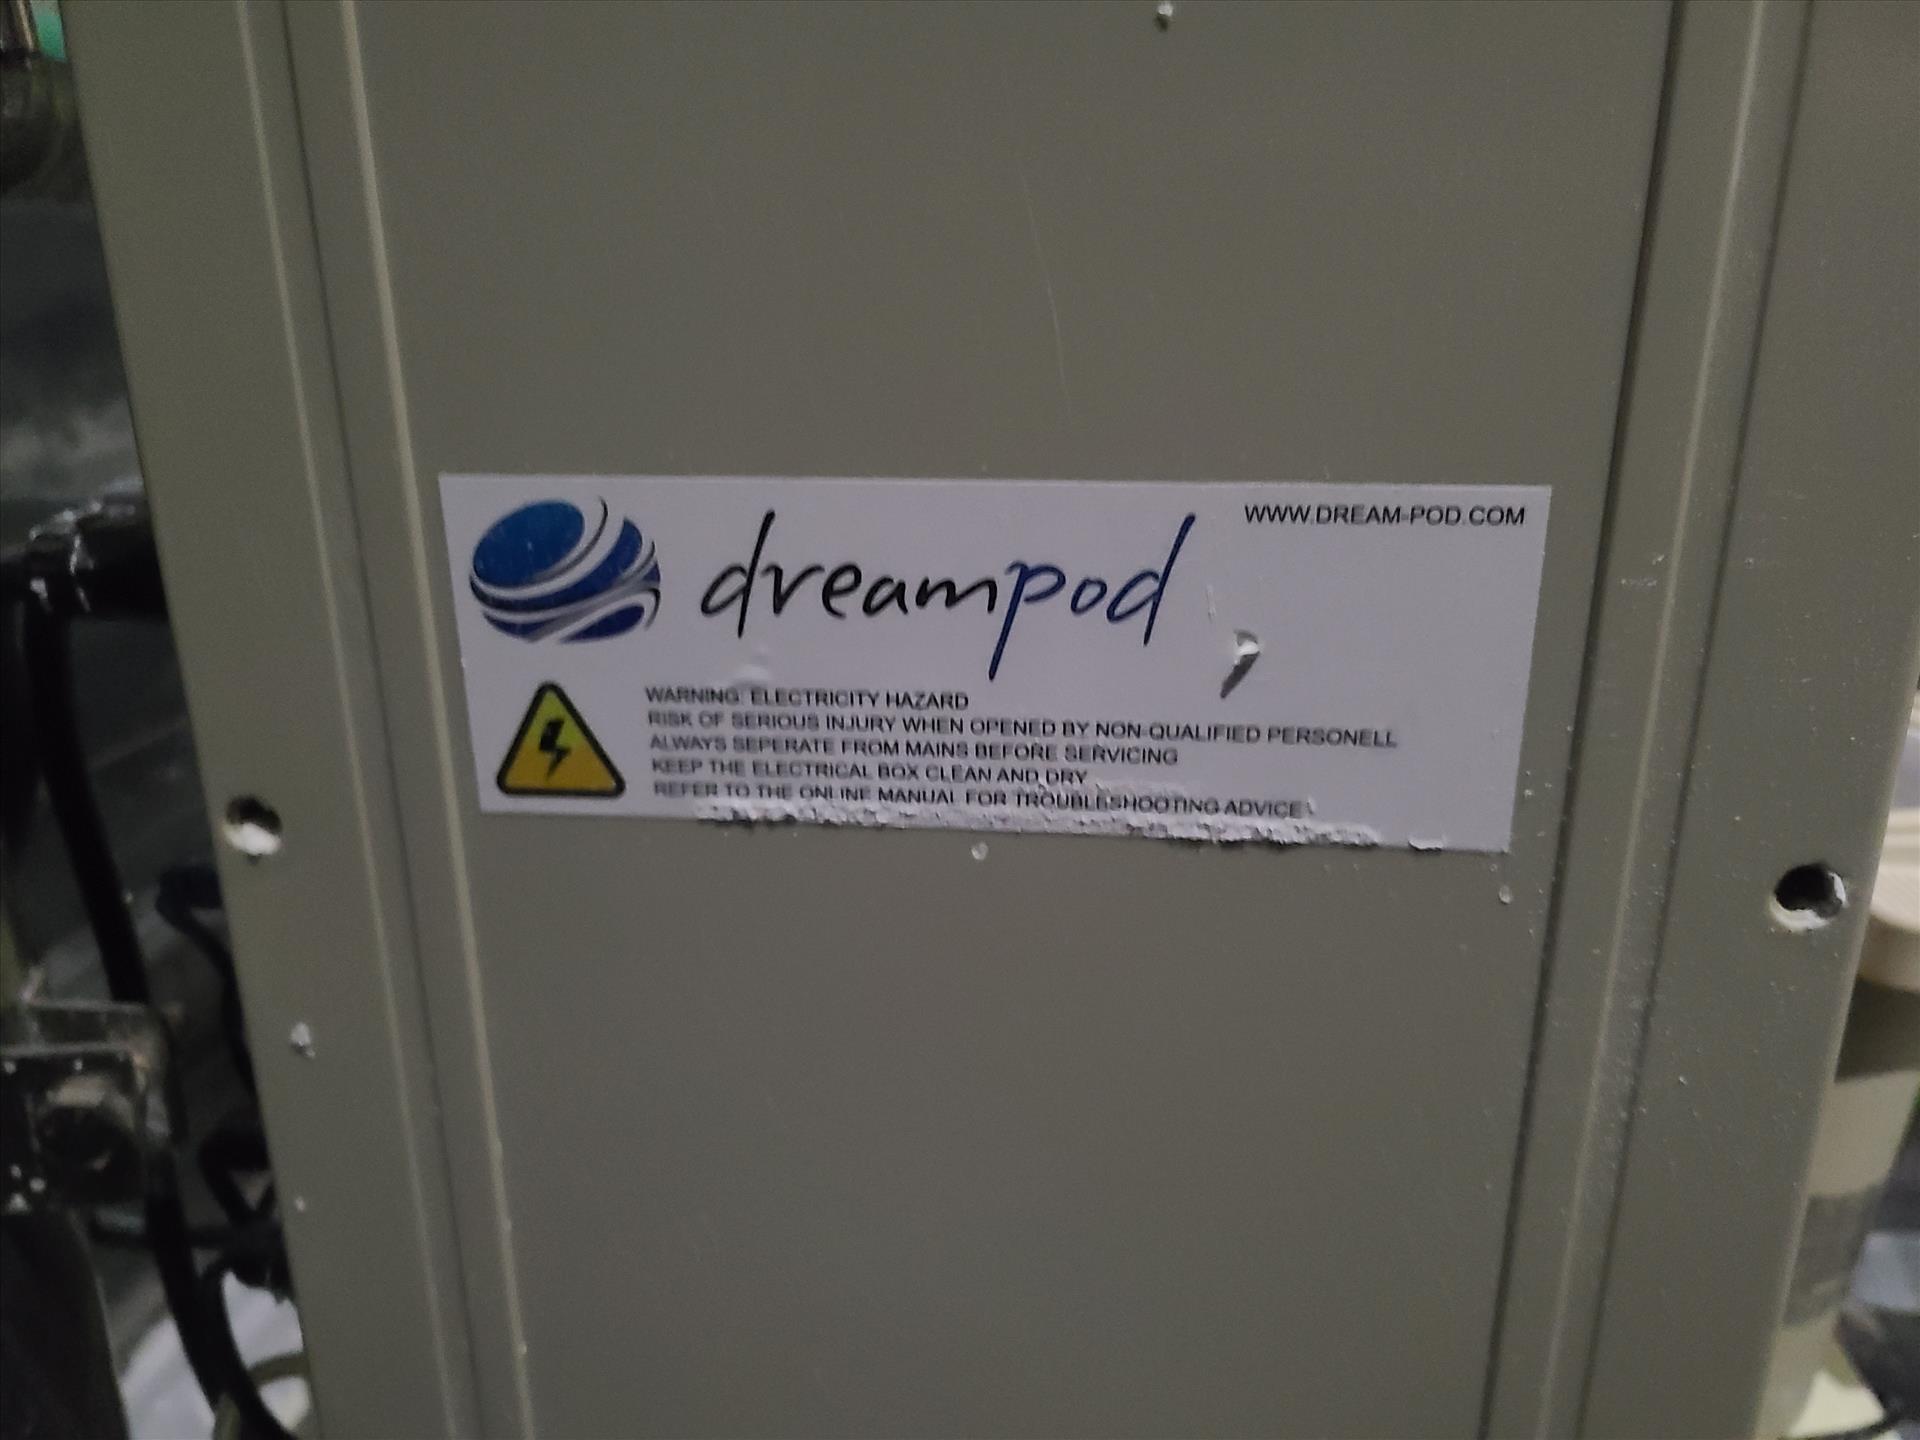 WWW.DREAM-POD.COM
dreampod
WARNING: ELECTRICITY HAZARD
RISK OF SERIOUS INJURY WHEN OPENED BY NON-QUALIFIED PERSONELL
ALWAYS SEPERATE FROM MAINS BEFORE SERVICING
KEEP THE ELECTRICAL BOX CLEAN AND DRY
REFER TO THE ONLINE MANUAL FOR TROUBLESHOOTING ADVICE